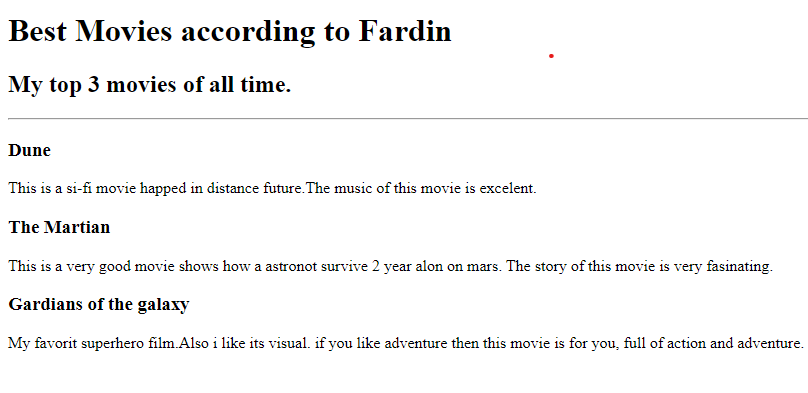 Best Movies according to Fardin
My top 3 movies of all time.
Dune
This is a si-fi movie happed in distance future.The music of this movie is excelent.
The Martian
This is a very good movie shows how a astronot survive 2 year alon on mars. The story of this movie is very fasinating.
Gardians of the galaxy
My favorit superhero film.Also i like its visual. if you like adventure then this movie is for you, full of action and adventure.